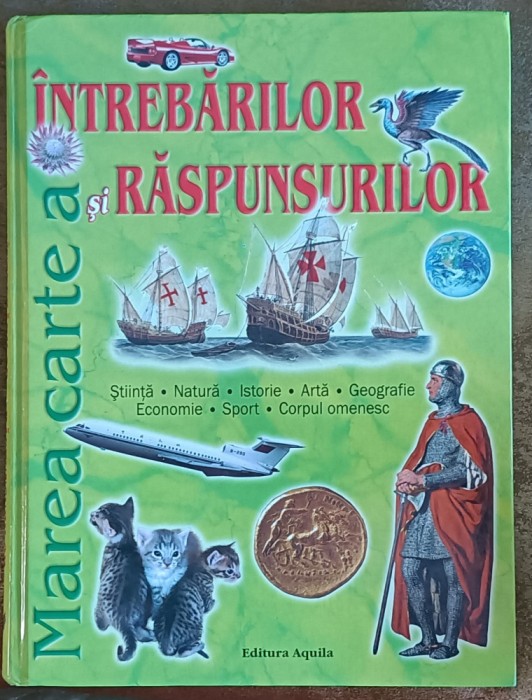 Marea carte a
ÎNTREBĂRILOR
și RĂSPUNSURILOR
Știință • Natură • Istorie • Artă • Geografie
Economie • Sport • Corpul omenesc
Editura Aquila